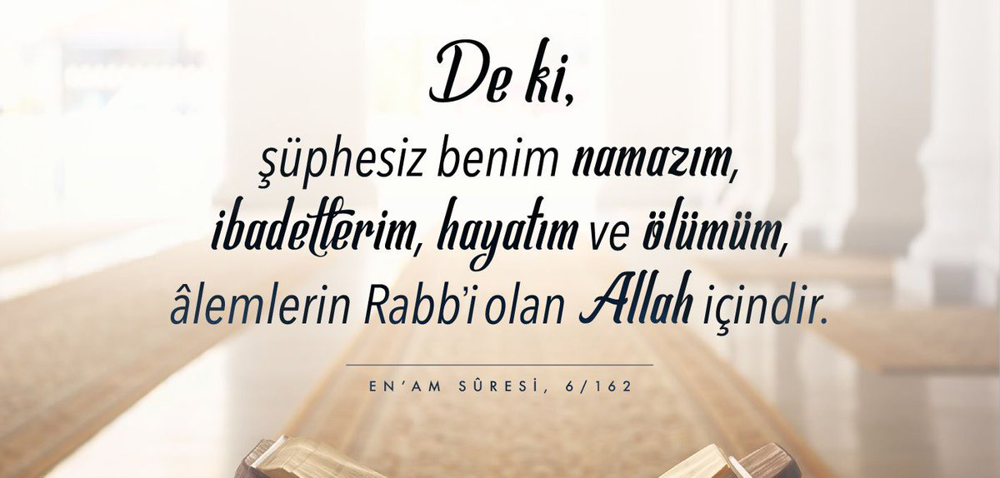 De ki,
şüphesiz benim namazım,
ibadetlerim, hayatım ve ölümüm,
âlemlerin Rabb'i olan Allah içindir.
EN'AM SÛRESİ, 6/162